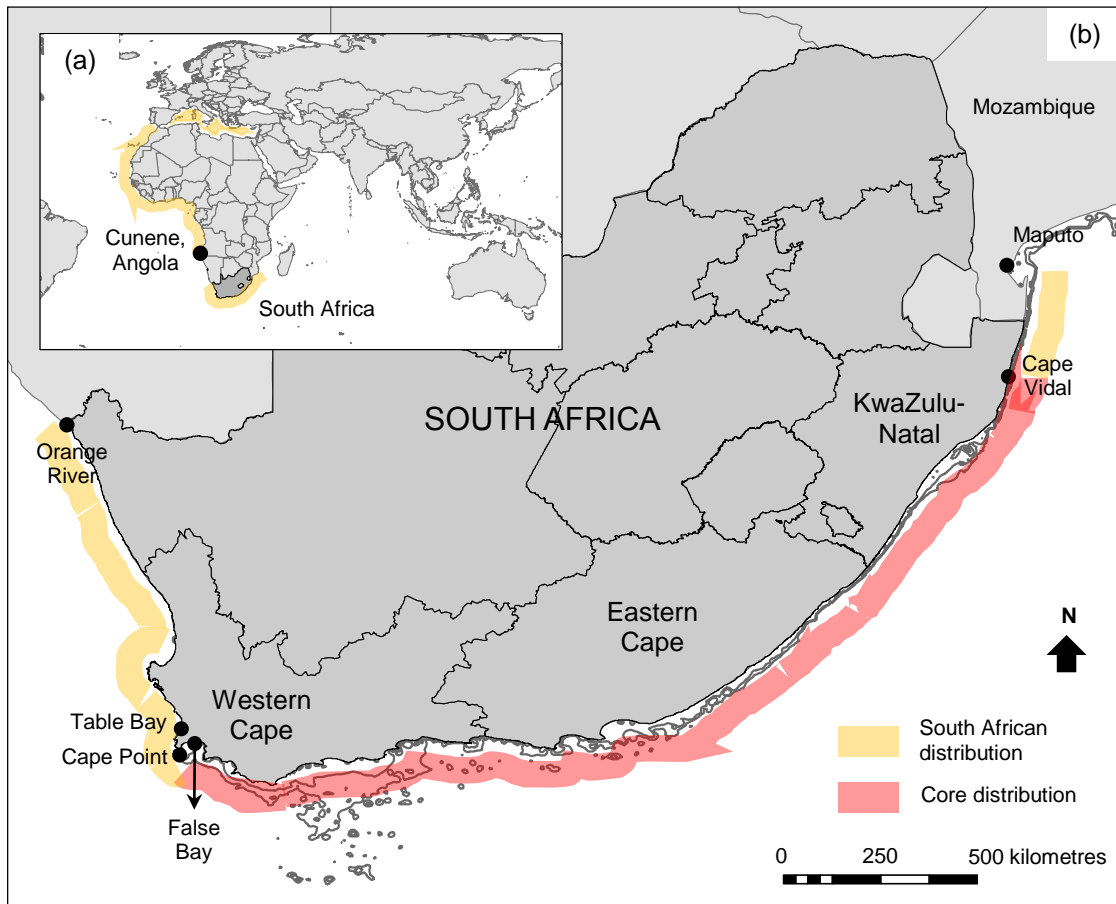 (a)
(b)
Cunene,
Angola
South Africa
Mozambique
Maputo
Cape
Vidal
KwaZulu-
Natal
SOUTH AFRICA
Orange
River
Eastern
Cape
Western
Cape
Table Bay
Cape Point
False
Bay
N
South African
distribution
Core distribution
0 250 500 kilometres